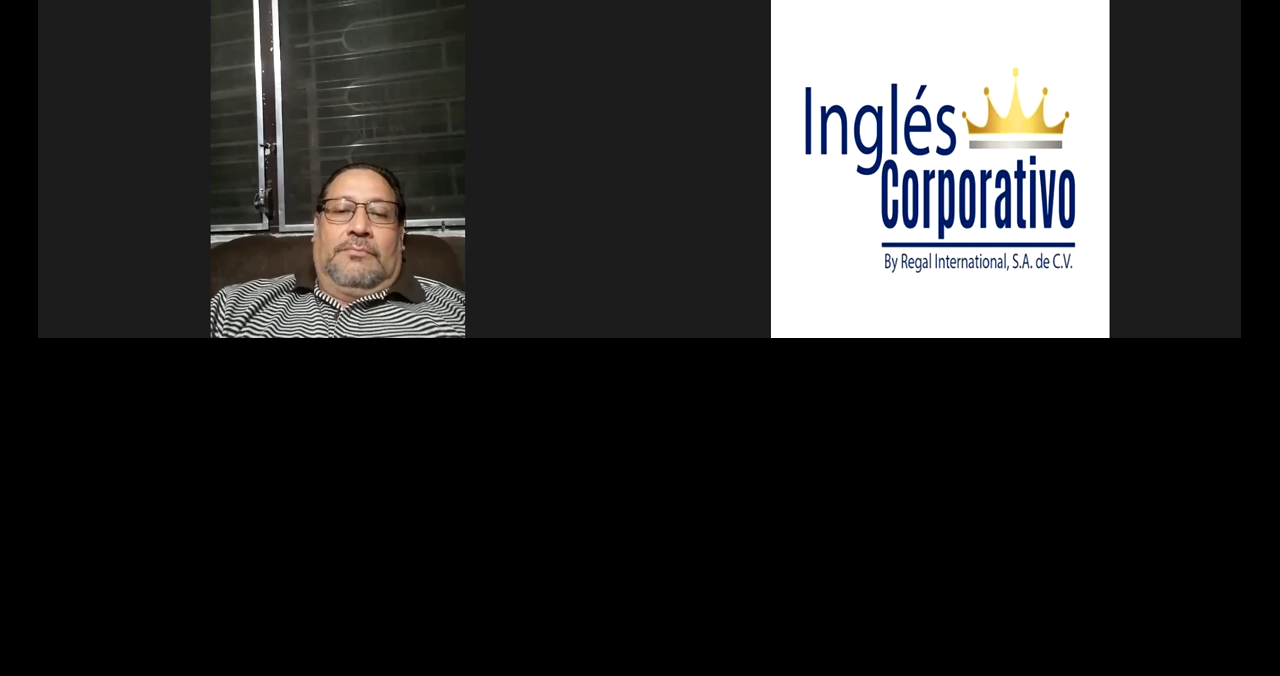 Inglés
Corporativo
By Regal International, S.A. de C.V.